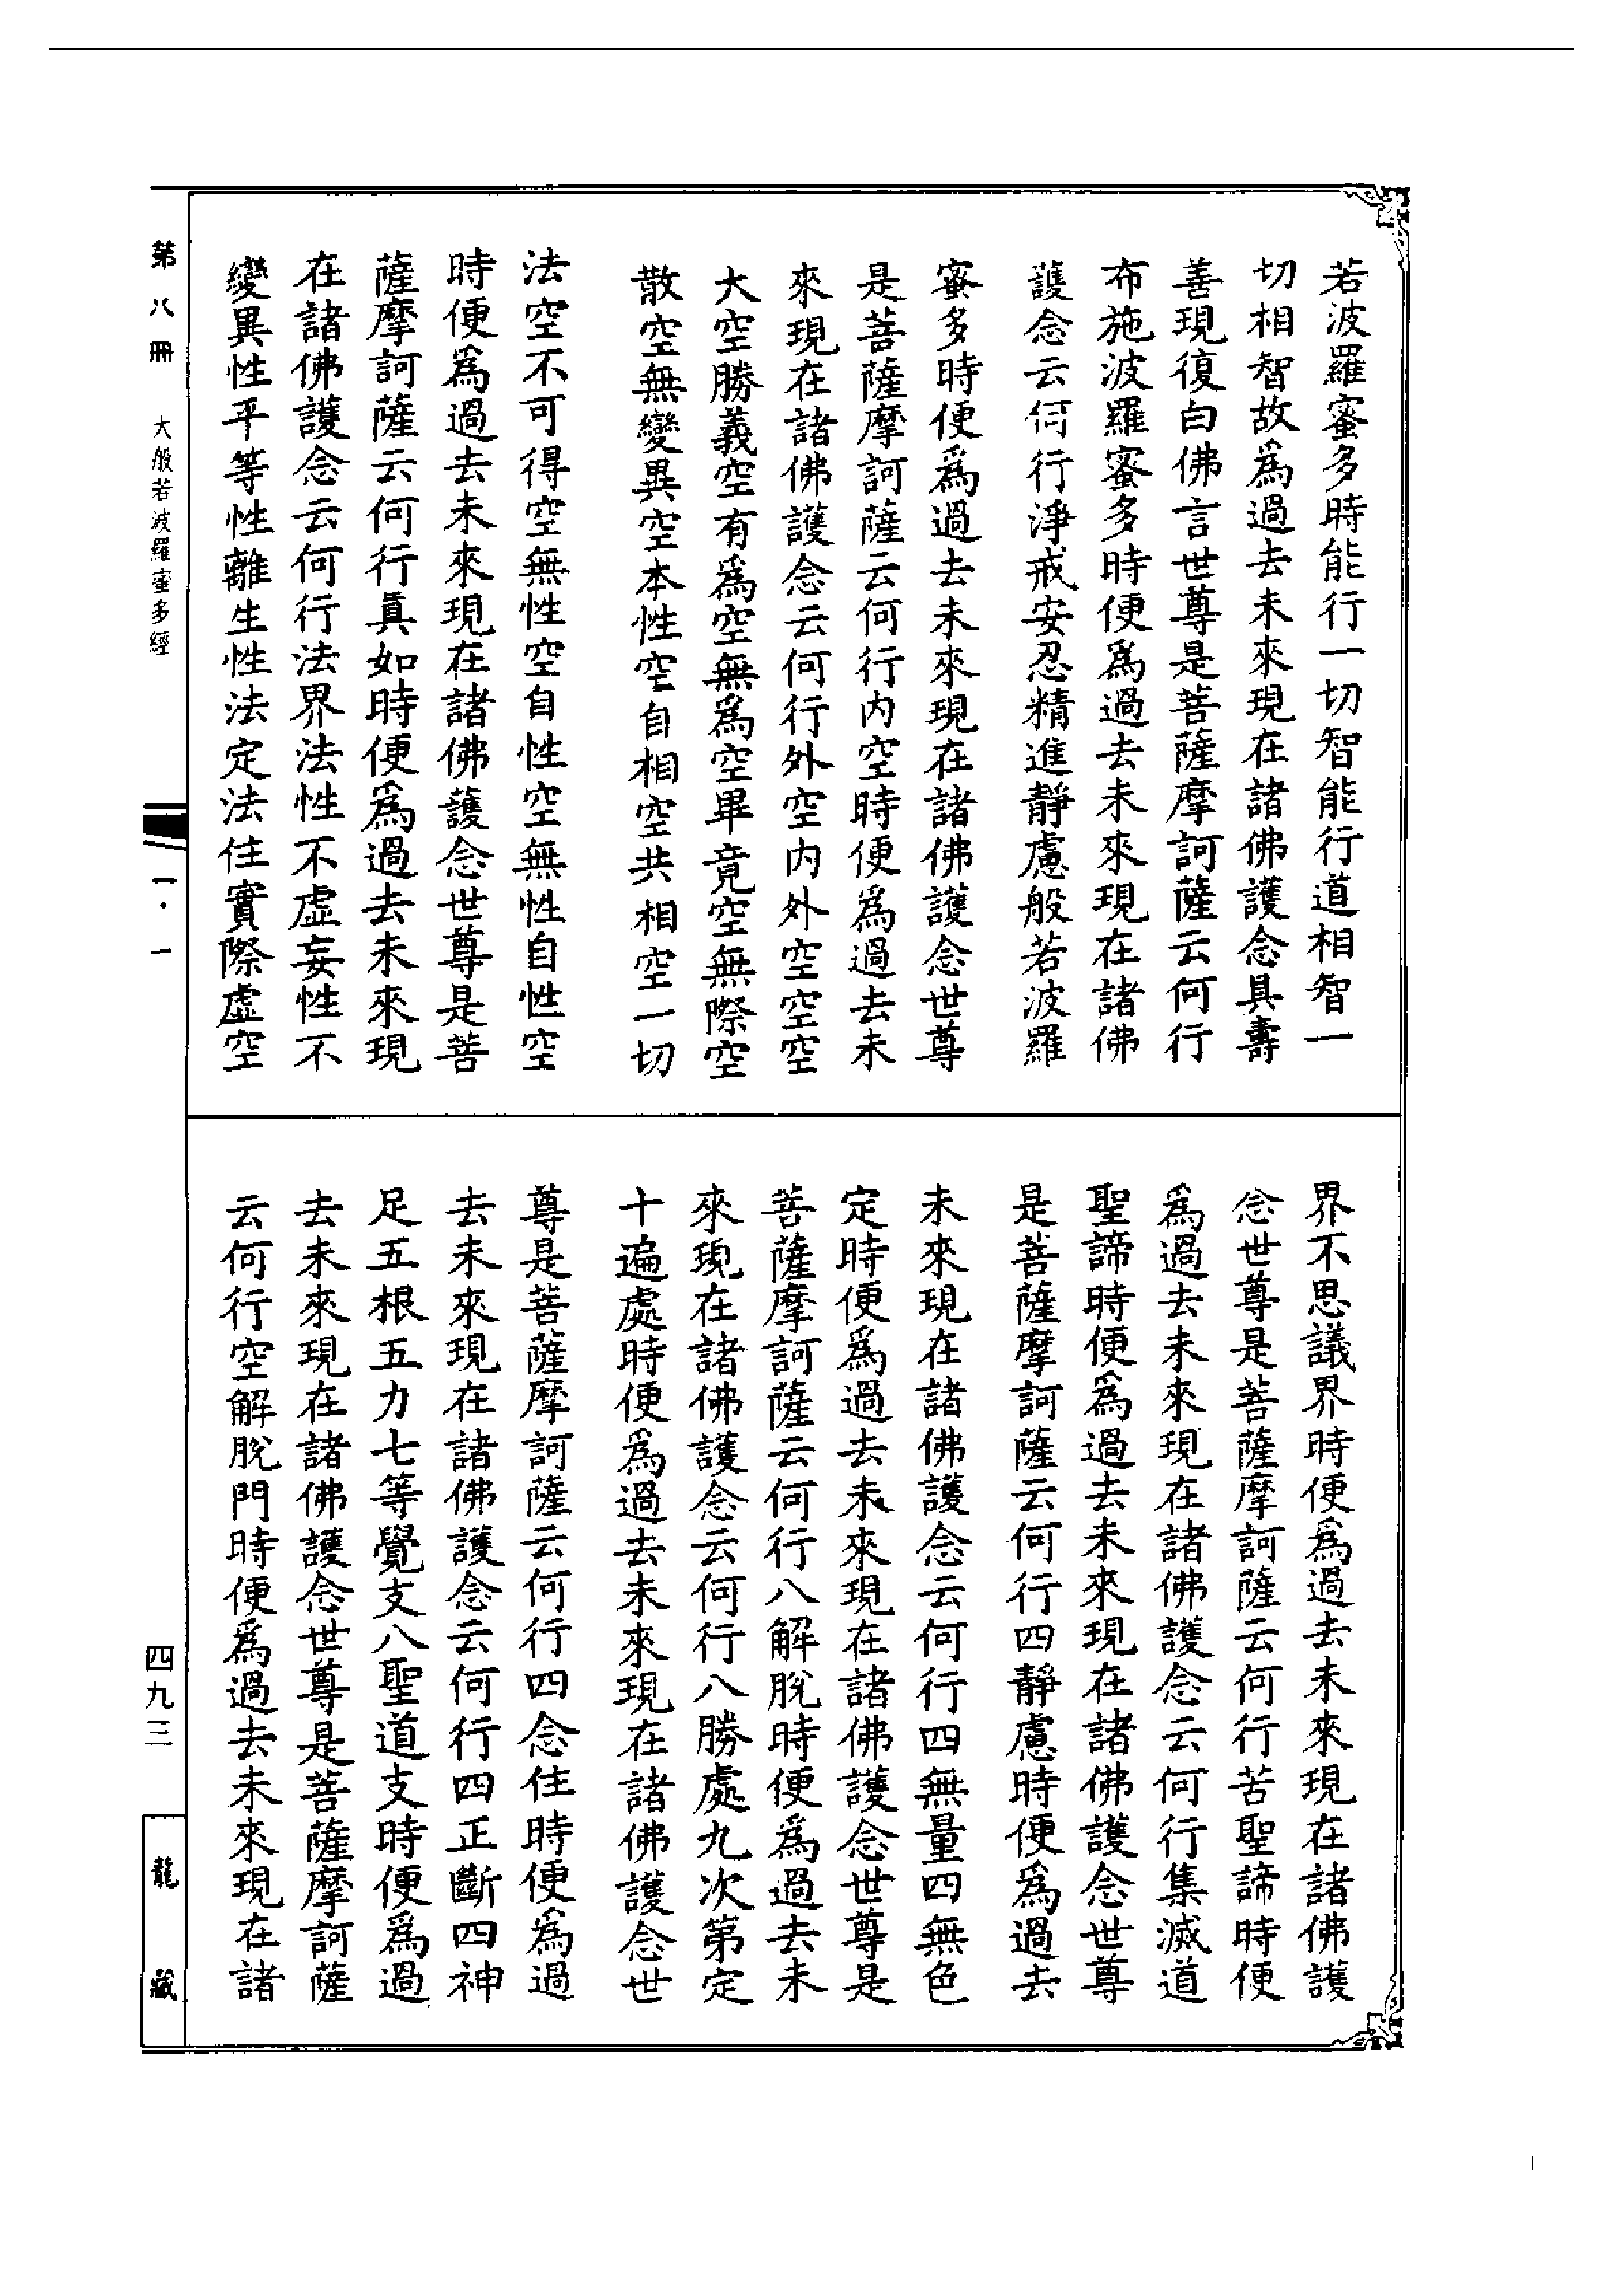 若波羅蜜多時能行一切智能行道相智一
切相智故爲過去未來現在諸佛護念具壽
善現復白佛言世尊是菩薩摩訶薩云何行
布施波羅蜜多時便爲過去未來現在諸佛
護念云何行淨戒安忍精進靜慮般若波羅
蜜多時便爲過去未來現在諸佛護念世尊
是菩薩摩訶薩云何行內空時便爲過去未
來現在諸佛護念云何行外空內外空空空
大空勝義空有爲空無爲空畢竟空無際空
散空無變異空本性空自相空共相空一切
法空不可得空無性空自性空無性自性空
時便爲過去未來現在諸佛護念世尊是菩
薩摩訶薩云何行眞如時便爲過去未來現
在諸佛護念云何行法界法性不虛妄性不
變異性平等性離生性法定法住實際虛空
界不思議界時便爲過去未來現在諸佛護
念世尊是菩薩摩訶薩云何行苦聖諦時便
爲過去未來現在諸佛護念云何行集滅道
聖諦時便爲過去未來現在諸佛護念世尊
是菩薩摩訶薩云何行四靜慮時便爲過去
未來現在諸佛護念云何行四無量四無色
定時便爲過去未來現在諸佛護念世尊是
菩薩摩訶薩云何行八解脫時便爲過去未
來現在諸佛護念云何行八勝處九次第定
十遍處時便爲過去未來現在諸佛護念世
尊是菩薩摩訶薩云何行四念住時便爲過
去未來現在諸佛護念云何行四正斷四神
足五根五力七等覺支八聖道支時便爲過
去未來現在諸佛護念世尊是菩薩摩訶薩
云何行空解脫門時便爲過去未來現在諸
第八冊 大般若波羅蜜多經
一·一
四九三
龍藏